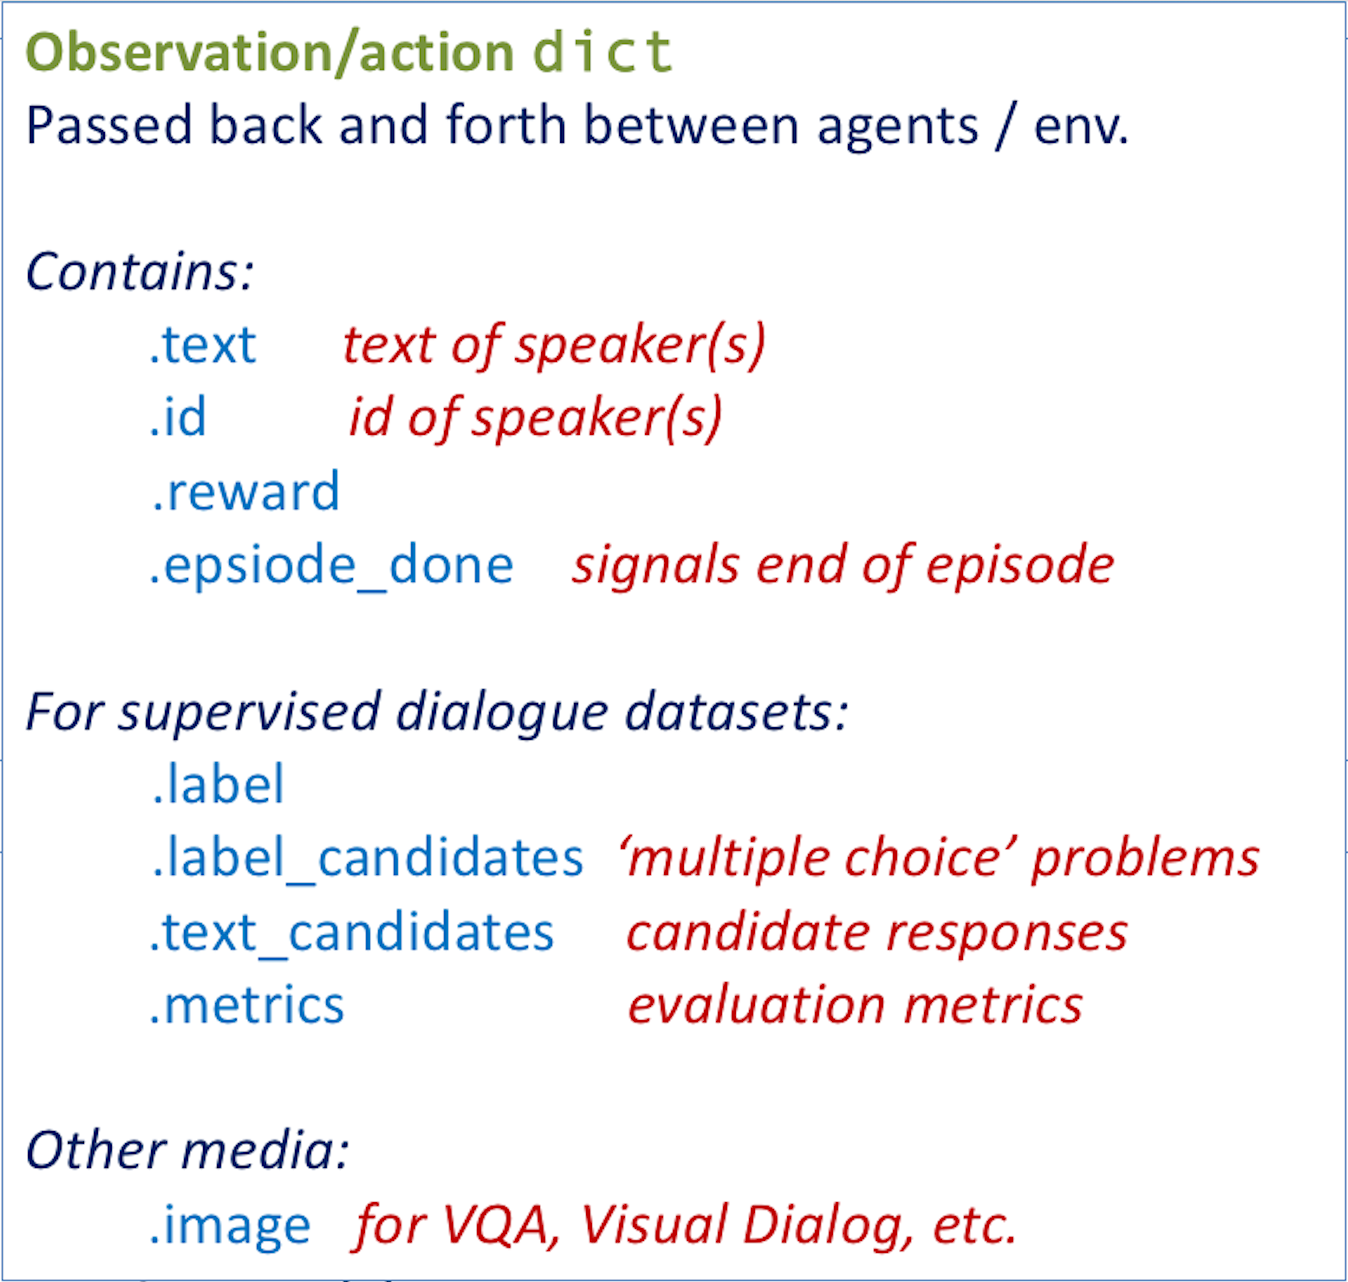 Observation/action dict
Passed back and forth between agents / env.
Contains:
.text text of speaker(s)
.id id of speaker(s)
.reward
.epsiode_done signals end of episode
For supervised dialogue datasets:
.label
.label_candidates ‘multiple choice’ problems
.text_candidates candidate responses
.metrics evaluation metrics
Other media:
.image for VQA, Visual Dialog, etc.